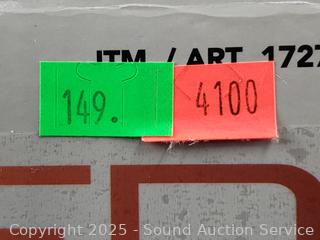 ITM. / ART. 1727
149.
4100
Copyright © 2025 - Sound Auction Service